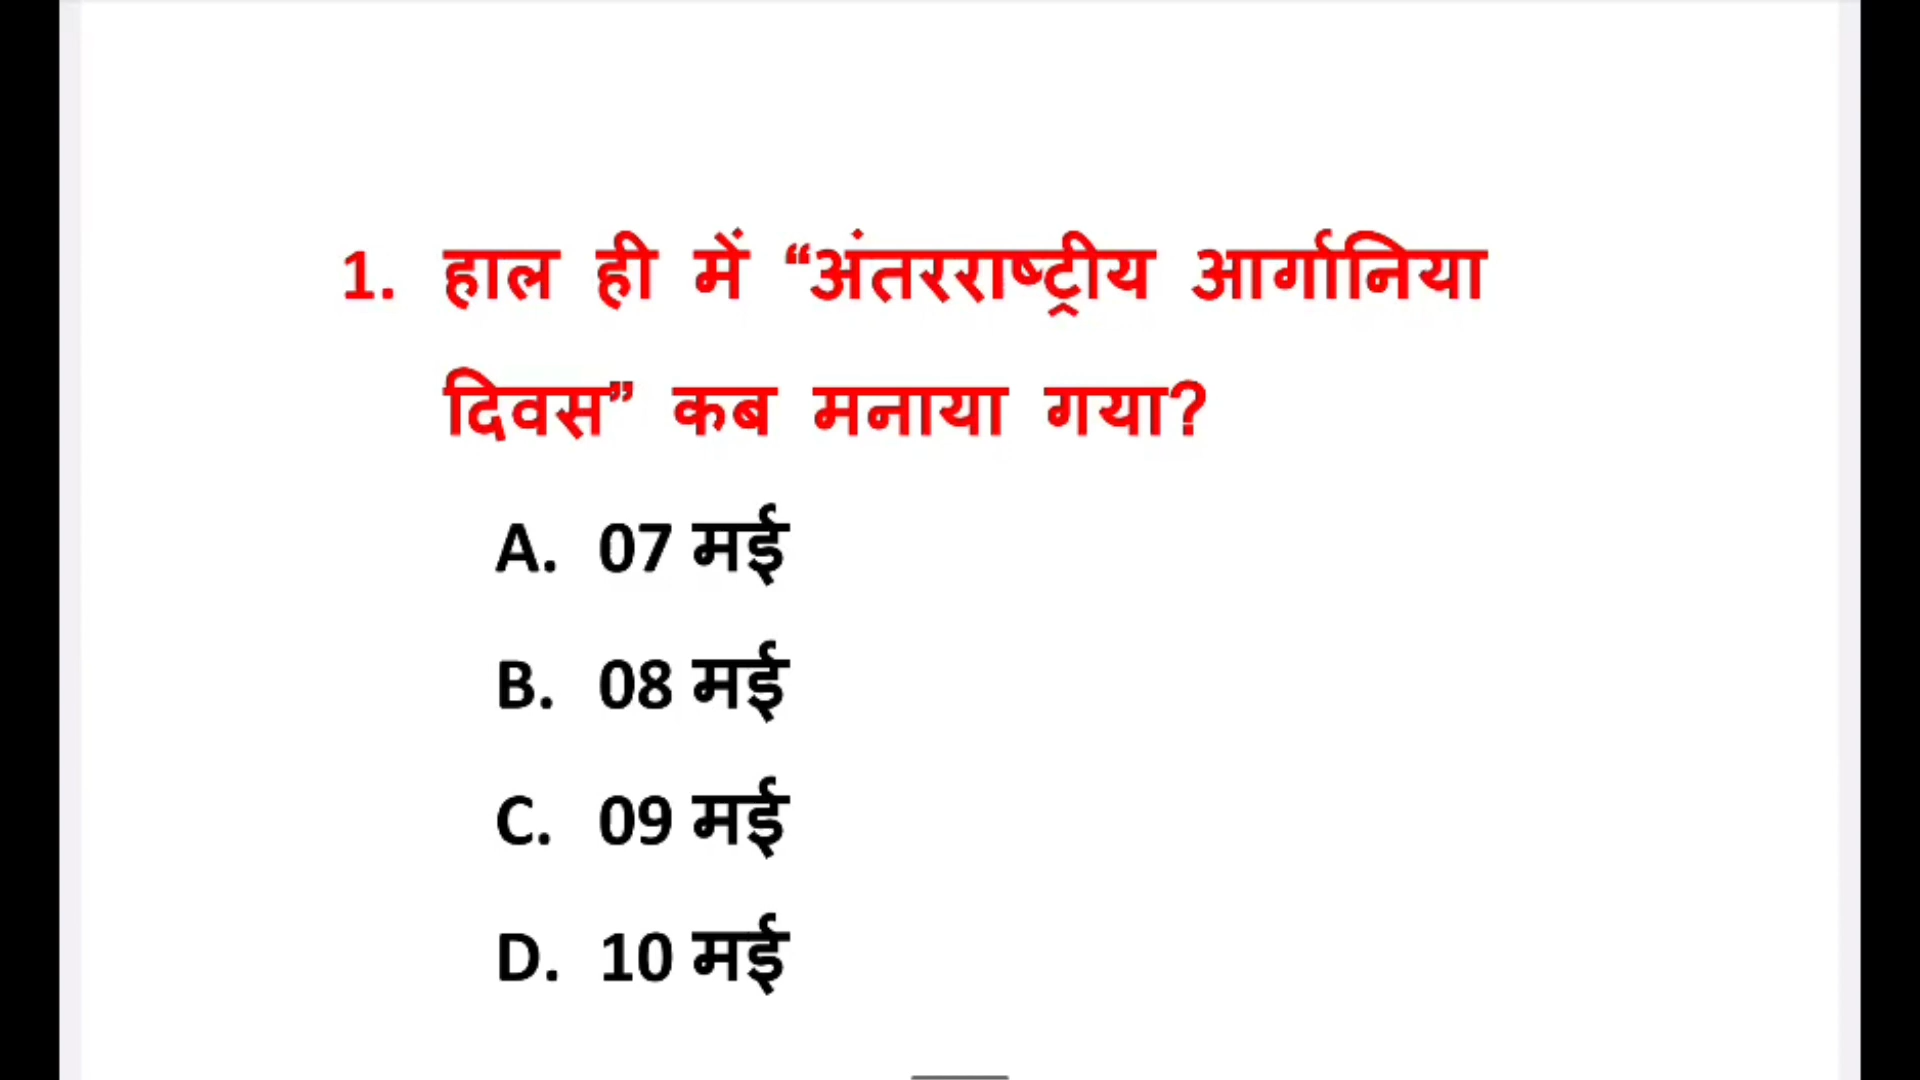 1. हाल ही में “अंतरराष्ट्रीय आर्गानिया
दिवस” कब मनाया गया?
A. 07 मई
B. 08 मई
C. 09 मई
D. 10 मई